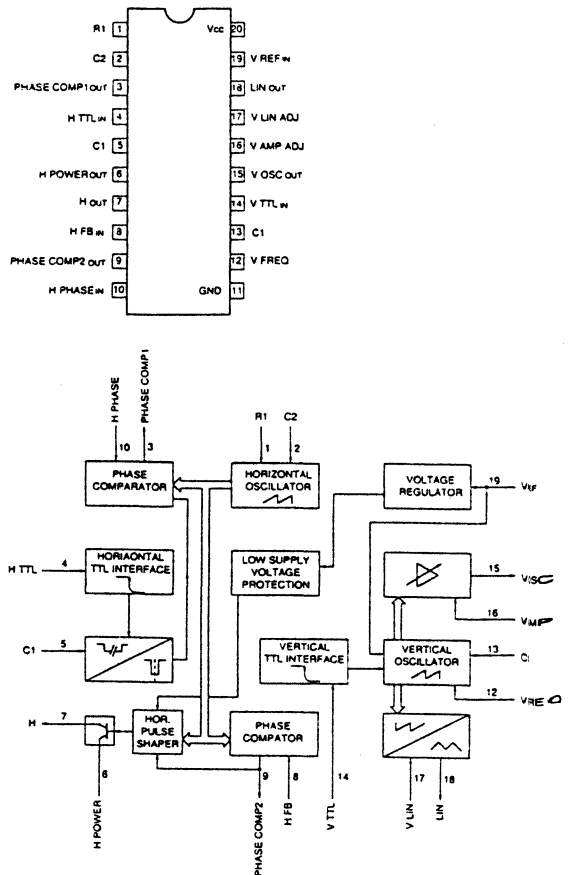 R1 1
C2 2
PHASE COMP1 OUT 3
H TTL IN 4
C1 5
H POWER OUT 6
H OUT 7
H FB IN 8
PHASE COMP2 OUT 9
H PHASE IN 10
Vcc 20
19 V REF IN
18 LIN OUT
17 V LIN ADJ
16 V AMP ADJ
15 V OSC OUT
14 V TTL IN
13 C1
12 V FREQ
GND 11
H PHASE
PHASE COMP1
10
3
R1
C2
1
2
PHASE
COMPARATOR
HORIZONTAL
OSCILLATOR
VOLTAGE
REGULATOR
19
H TTL
4
HORIAONTAL
TTL INTERFACE
LOW SUPPLY
VOLTAGE
PROTECTION
15
16
C1
5
VERTICAL
TTL INTERFACE
VERTICAL
OSCILLATOR
13
12
H
7
HOR.
PULSE
SHAPER
PHASE
COMPATOR
6
9
8
14
17
18
H POWER
PHASE COMP2
H FB
V TTL
V LIN
LIN